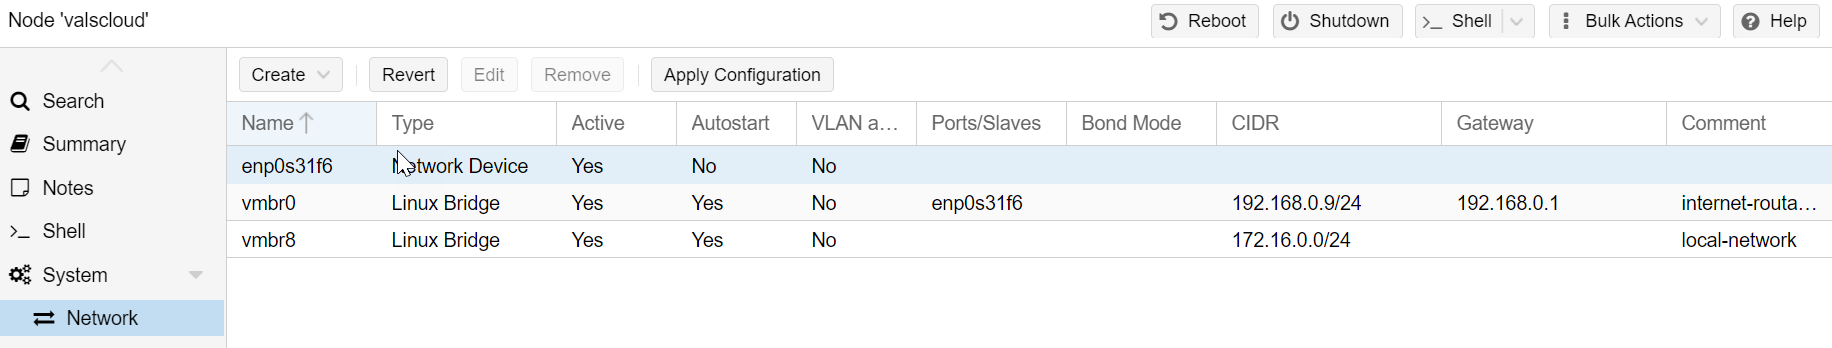 Node 'valscloud'
Reboot
Shutdown
>_ Shell
Bulk Actions
Help
Search
Summary
Notes
>_ Shell
System
Network
Create
Revert
Edit
Remove
Apply Configuration
Name Type Active Autostart VLAN a... Ports/Slaves Bond Mode CIDR Gateway Comment
enp0s31f6 Network Device Yes No No
vmbr0 Linux Bridge Yes Yes No enp0s31f6 192.168.0.9/24 192.168.0.1 internet-routa...
vmbr8 Linux Bridge Yes Yes No 172.16.0.0/24 local-network